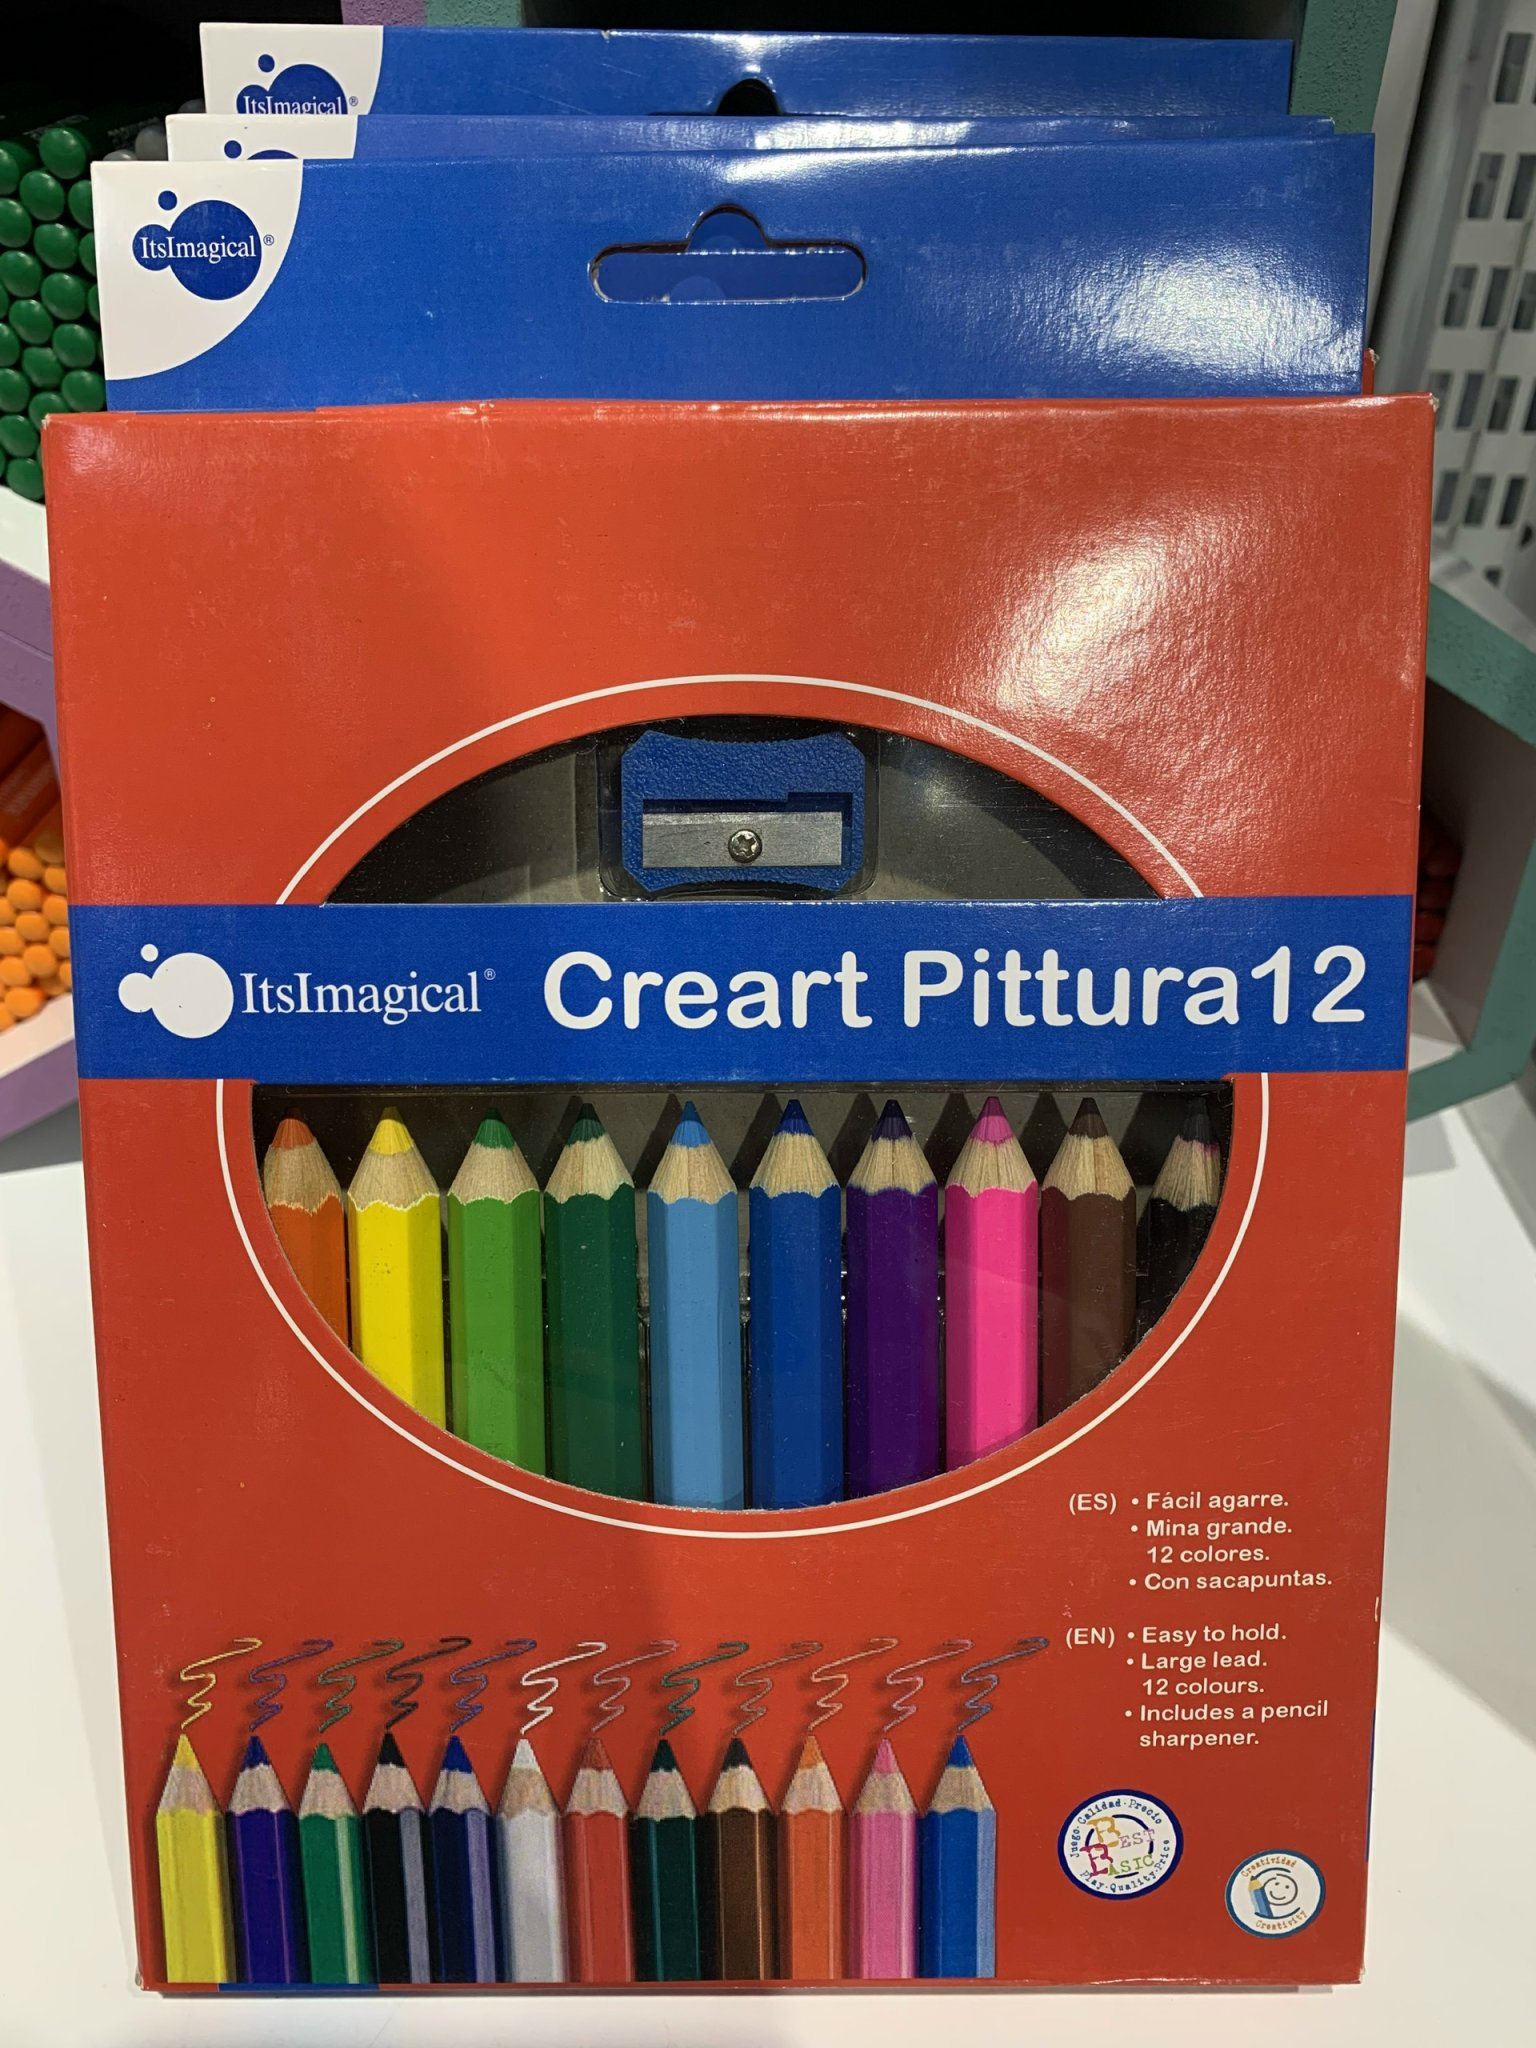 ItsImagical®
ItsImagical®
ItsImagical® Creart Pittura12
(ES) • Fácil agarre.
• Mina grande.
12 colores.
• Con sacapuntas.
(EN) • Easy to hold.
• Large lead.
12 colours.
• Includes a pencil
sharpener.
Juego·Calidad·Precio
BEST
BASIC
Play·Quality·Price
Creatividad
Creativity